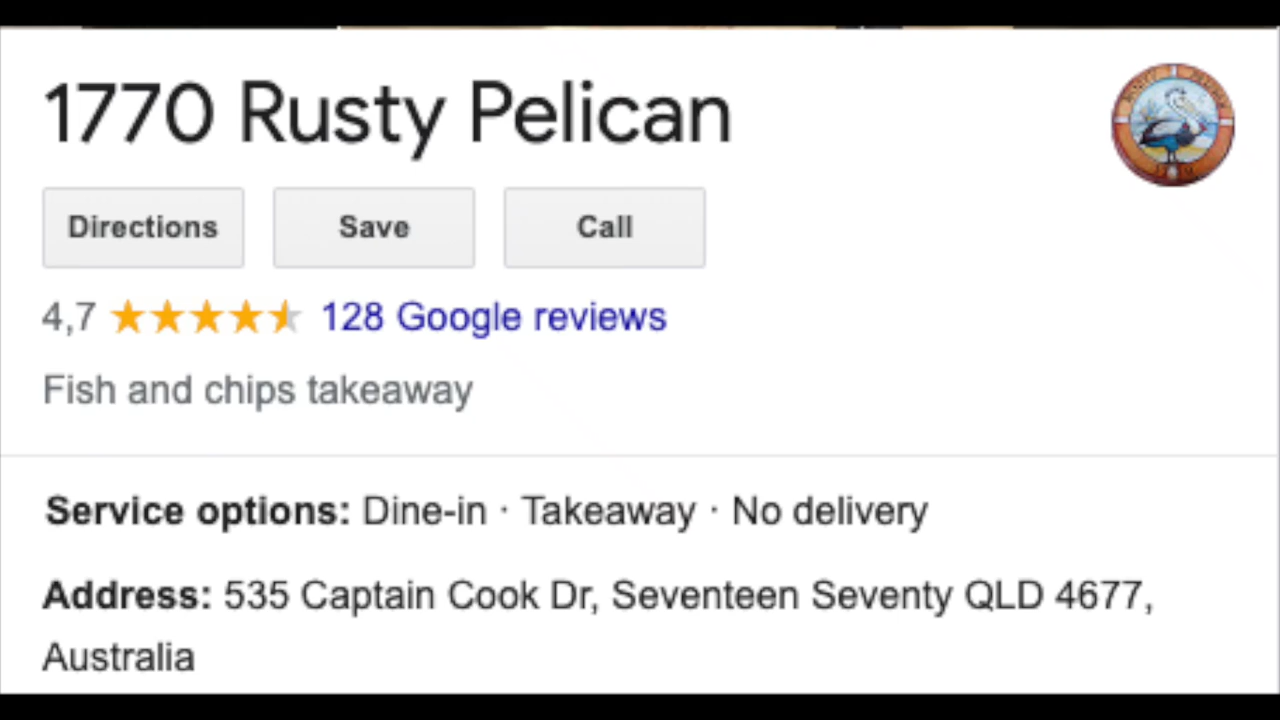 1770 Rusty Pelican
Directions Save Call
4,7 128 Google reviews
Fish and chips takeaway
Service options: Dine-in · Takeaway · No delivery
Address: 535 Captain Cook Dr, Seventeen Seventy QLD 4677,
Australia